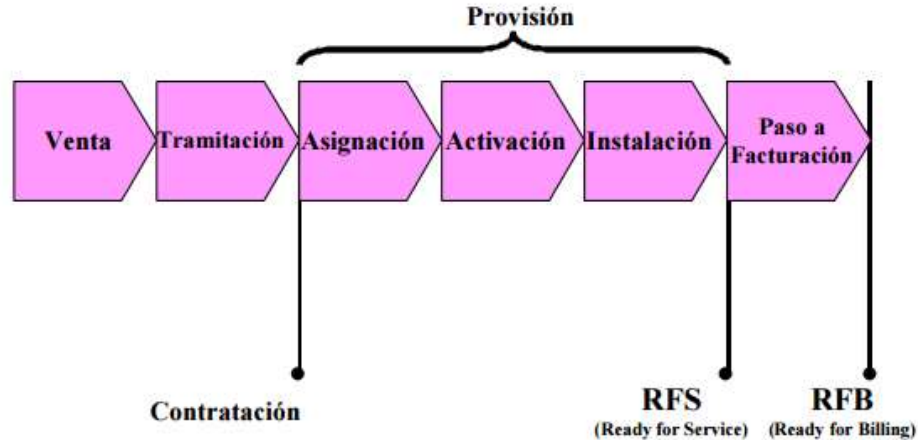 Provisión
Venta
Tramitación
Asignación
Activación
Instalación
Paso a
Facturación
Contratación
RFS
(Ready for Service)
RFB
(Ready for Billing)